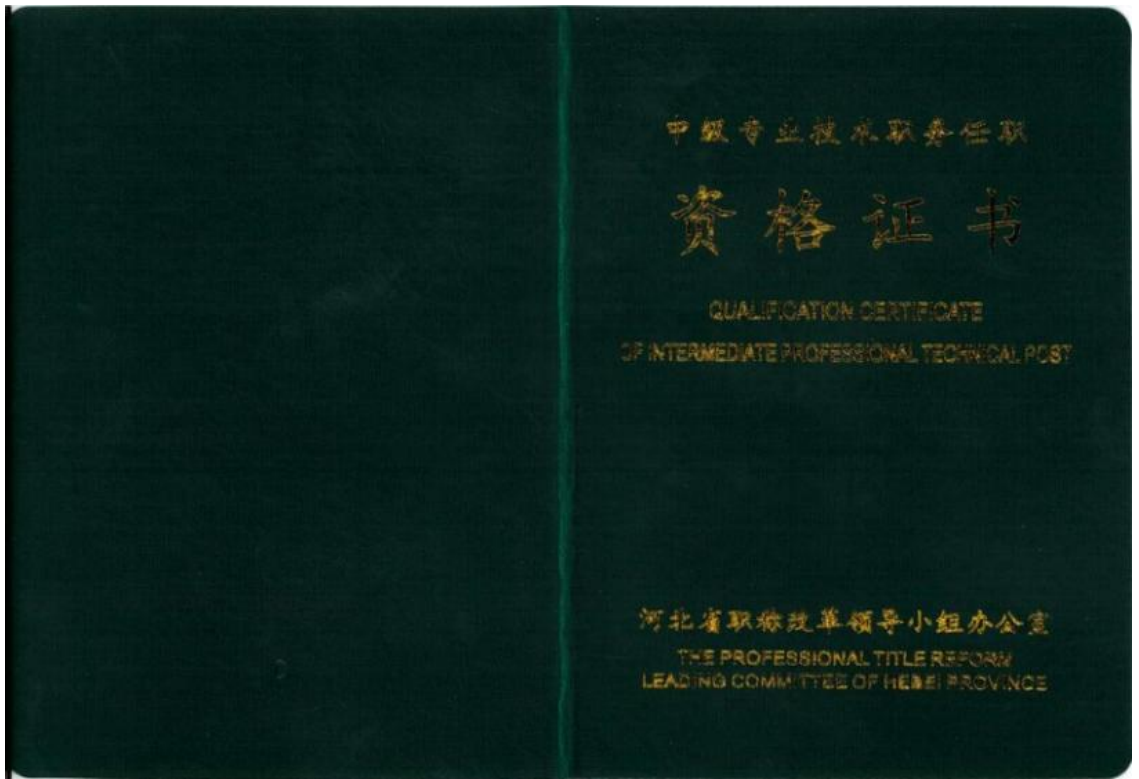 中级专业技术职务任职
资格证书
QUALIFICATION CERTIFICATE
OF INTERMEDIATE PROFESSIONAL TECHNICAL POST
河北省职称改革领导小组办公室
THE PROFESSIONAL TITLE REFORM
LEADING COMMITTEE OF HEBEI PROVINCE